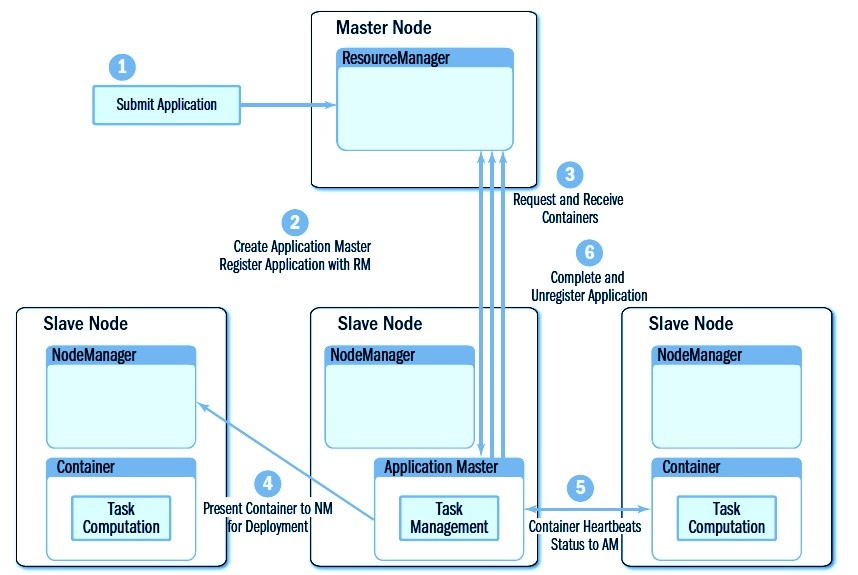 Master Node
ResourceManager
1
Submit Application
3
Request and Receive
Containers
2
Create Application Master
Register Application with RM
6
Complete and
Unregister Application
Slave Node
NodeManager
Container
Task
Computation
4
Present Container to NM
for Deployment
Slave Node
NodeManager
Application Master
Task
Management
5
Container Heartbeats
Status to AM
Slave Node
NodeManager
Container
Task
Computation